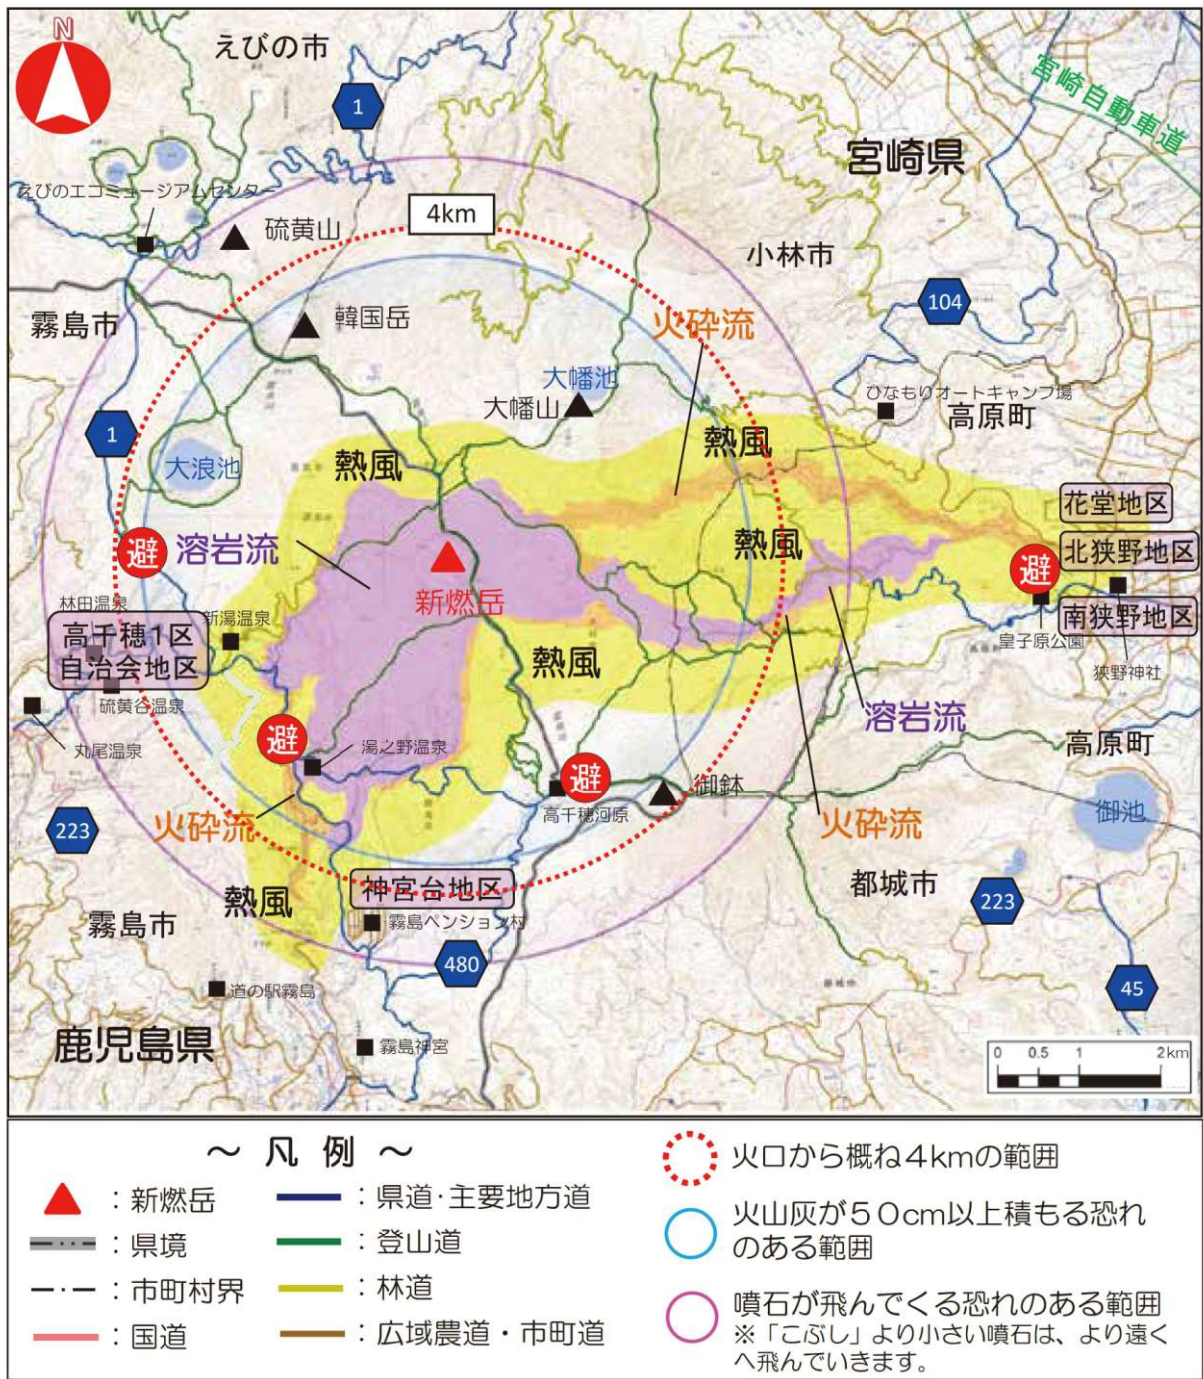 N
えびの市
1
宮崎自動車道
宮崎県
えびのエコミュージアムセンター
4km
硫黄山
小林市
104
霧島市
韓国岳
火砕流
大幡池
大幡山
ひなもりオートキャンプ場
高原町
1
大浪池
熱風
熱風
花堂地区
避
溶岩流
熱風
北狭野地区
避
新燃岳
林田温泉
新湯温泉
高千穂1区
自治会地区
南狭野地区
皇子原公園
狭野神社
硫黄谷温泉
熱風
丸尾温泉
避
湯之野温泉
溶岩流
高原町
避
高千穂河原
御鉢
御池
223
火砕流
火砕流
神宮台地区
都城市
223
熱風
霧島市
霧島ペンション村
480
45
道の駅霧島
鹿児島県
霧島神宮
0 0.5 1 2km
~ 凡 例 ~
:新燃岳
:県境
:市町村界
:国道
:県道・主要地方道
:登山道
:林道
:広域農道・市町道
火口から概ね4kmの範囲
火山灰が50cm以上積もる恐れ
のある範囲
噴石が飛んでくる恐れのある範囲
※「こぶし」より小さい噴石は、より遠く
へ飛んでいきます。